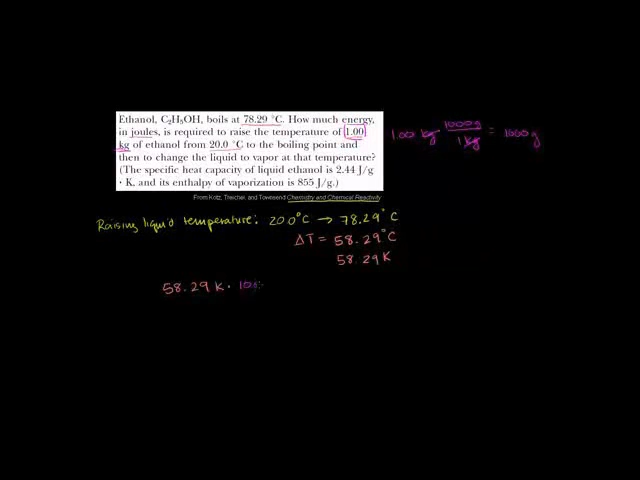 Ethanol, C₂H₅OH, boils at 78.29 °C. How much energy,
in joules, is required to raise the temperature of 1.00
kg of ethanol from 20.0 °C to the boiling point and
then to change the liquid to vapor at that temperature?
(The specific heat capacity of liquid ethanol is 2.44 J/g
· K, and its enthalpy of vaporization is 855 J/g.)
1.00 kg 1000g / 1kg = 1000g
From Kotz, Treichel, and Townsend Chemistry and Chemical Reactivity
Raising liquid temperature: 20.0°C → 78.29°C
ΔT = 58.29°C
58.29 K
58.29 K · 100